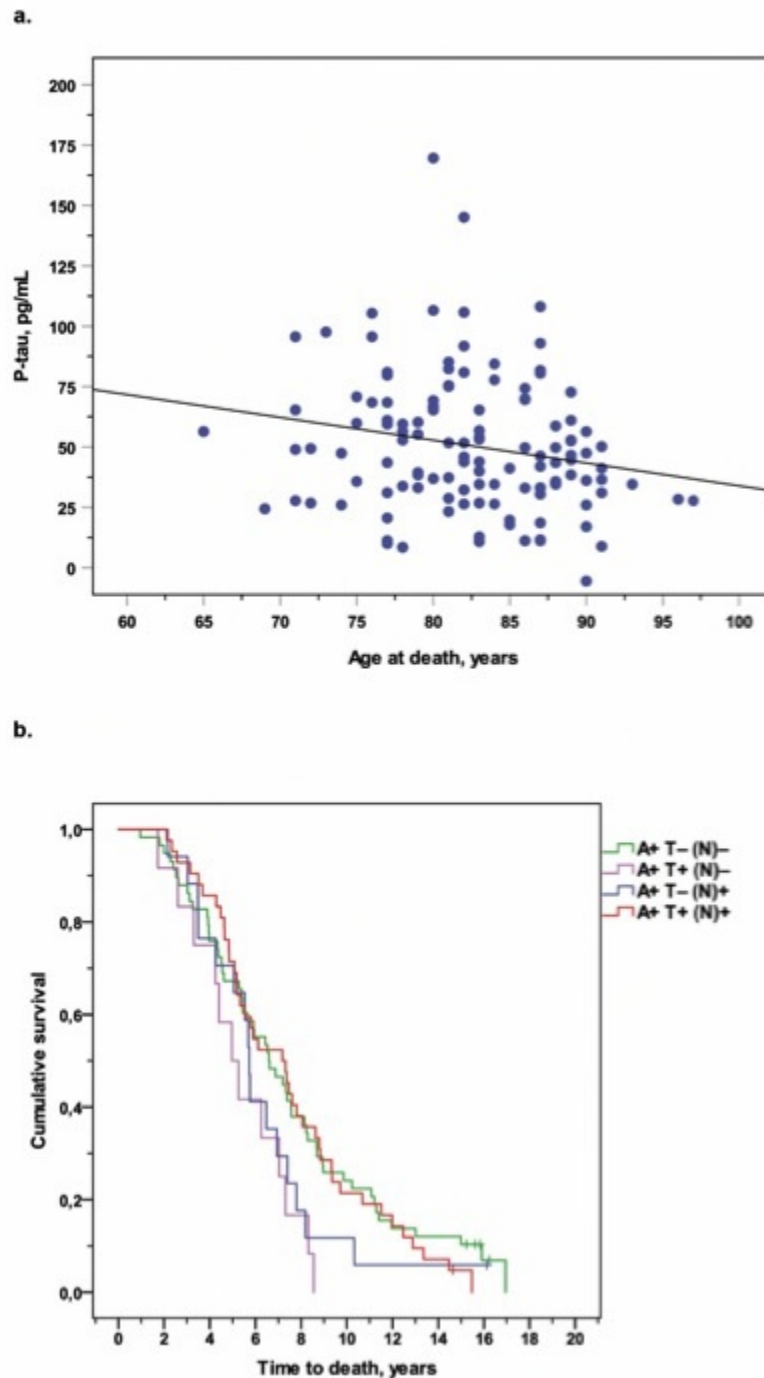 a.
200
175
150
125
100
75
50
25
0
P-tau, pg/mL
60 65 70 75 80 85 90 95 100
Age at death, years
b.
1,0
0,8
0,6
0,4
0,2
0,0
Cumulative survival
0 2 4 6 8 10 12 14 16 18 20
Time to death, years
A+ T− (N)−
A+ T+ (N)−
A+ T− (N)+
A+ T+ (N)+